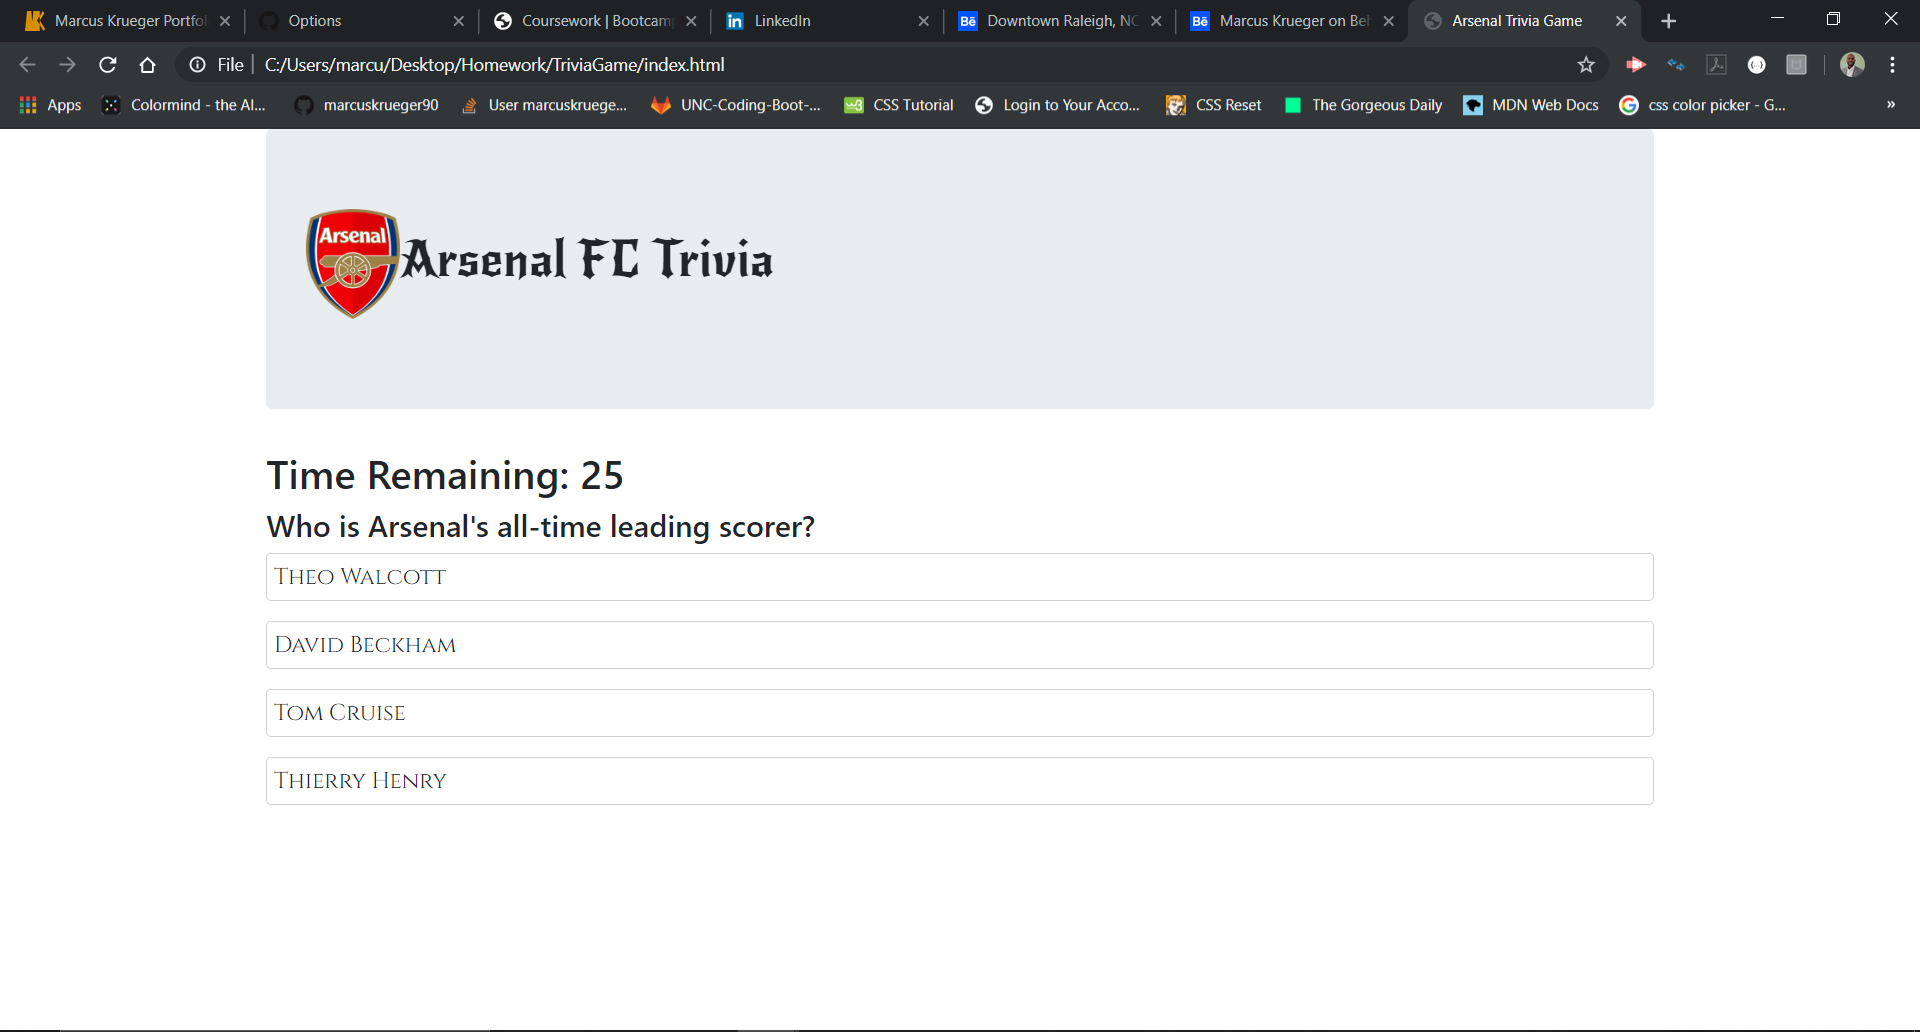 Marcus Krueger Portfol
Options
Coursework | Bootcamp
LinkedIn
Downtown Raleigh, NC
Marcus Krueger on Beh
Arsenal Trivia Game
File
C:/Users/marcu/Desktop/Homework/TriviaGame/index.html
Apps
Colormind - the AI...
marcuskrueger90
User marcuskruege...
UNC-Coding-Boot-...
CSS Tutorial
Login to Your Acco...
CSS Reset
The Gorgeous Daily
MDN Web Docs
css color picker - G...
»
Arsenal
Arsenal FC Trivia
Time Remaining: 25
Who is Arsenal's all-time leading scorer?
Theo Walcott
David Beckham
Tom Cruise
Thierry Henry